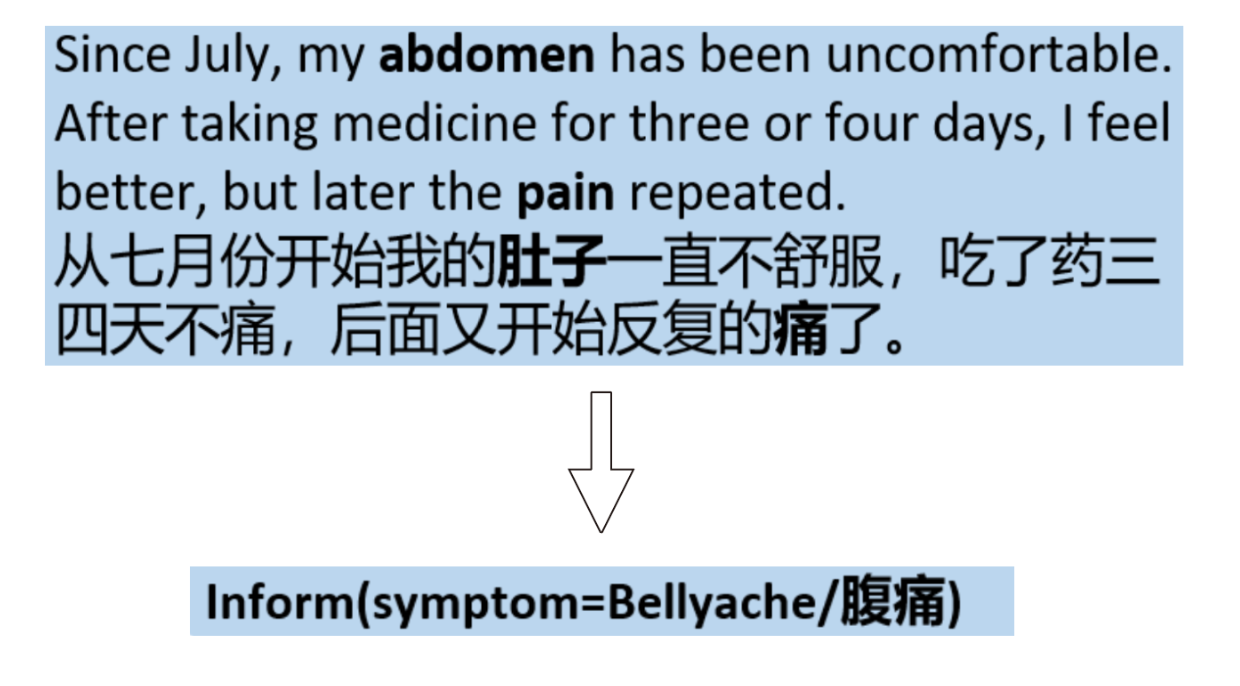 Since July, my abdomen has been uncomfortable.
After taking medicine for three or four days, I feel
better, but later the pain repeated.
从七月份开始我的肚子一直不舒服，吃了药三
四天不痛，后面又开始反复的痛了。
Inform(symptom=Bellyache/腹痛)